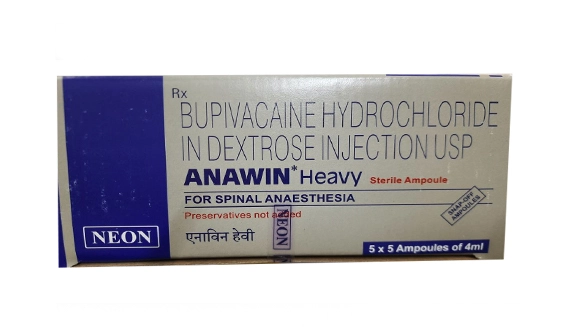 Rx
BUPIVACAINE HYDROCHLORIDE
IN DEXTROSE INJECTION USP
ANAWIN* Heavy Sterile Ampoule
FOR SPINAL ANAESTHESIA
Preservatives not added
SNAP-OFF
AMPOULES
NEON
NEON
एनाविन हेवी
5 x 5 Ampoules of 4ml